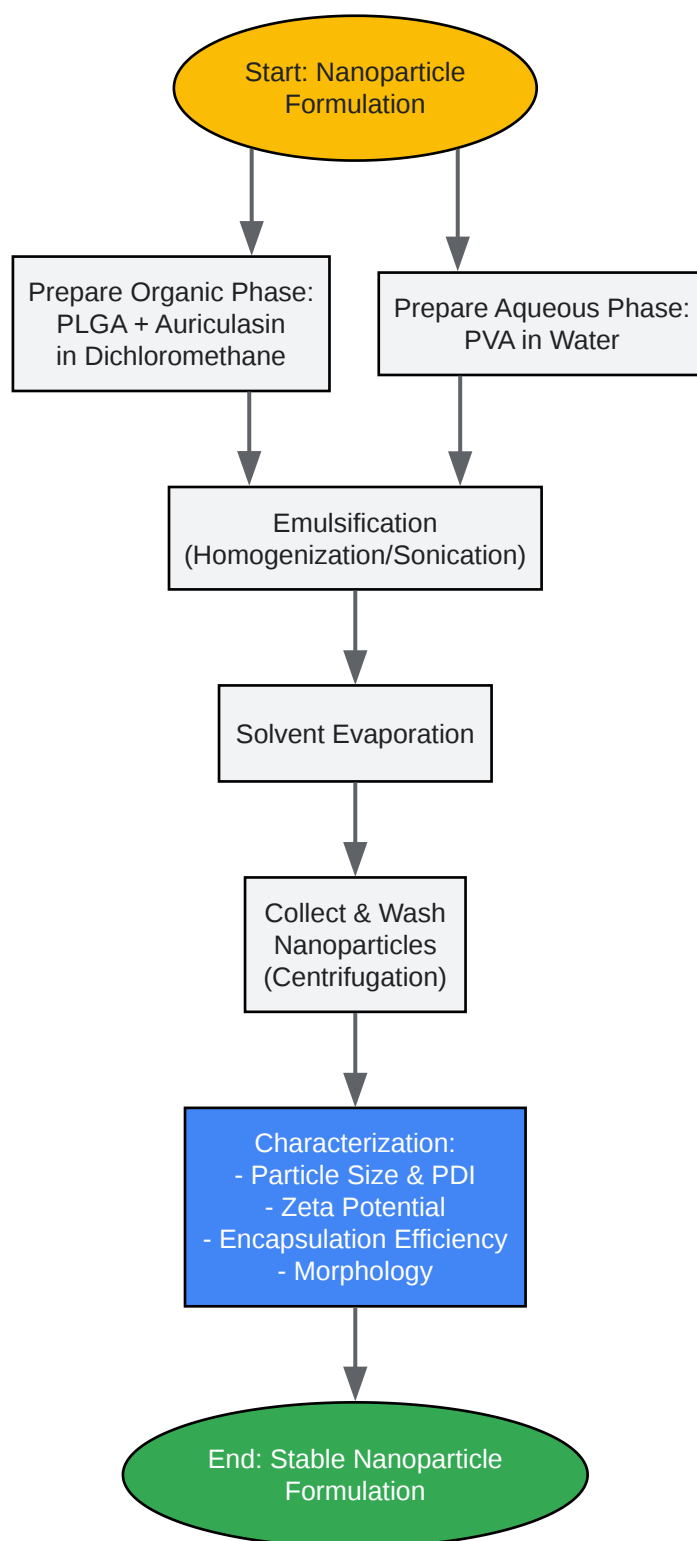 Start: Nanoparticle
Formulation
Prepare Organic Phase:
PLGA + Auriculasin
in Dichloromethane
Prepare Aqueous Phase:
PVA in Water
Emulsification
(Homogenization/Sonication)
Solvent Evaporation
Collect & Wash
Nanoparticles
(Centrifugation)
Characterization:
- Particle Size & PDI
- Zeta Potential
- Encapsulation Efficiency
- Morphology
End: Stable Nanoparticle
Formulation